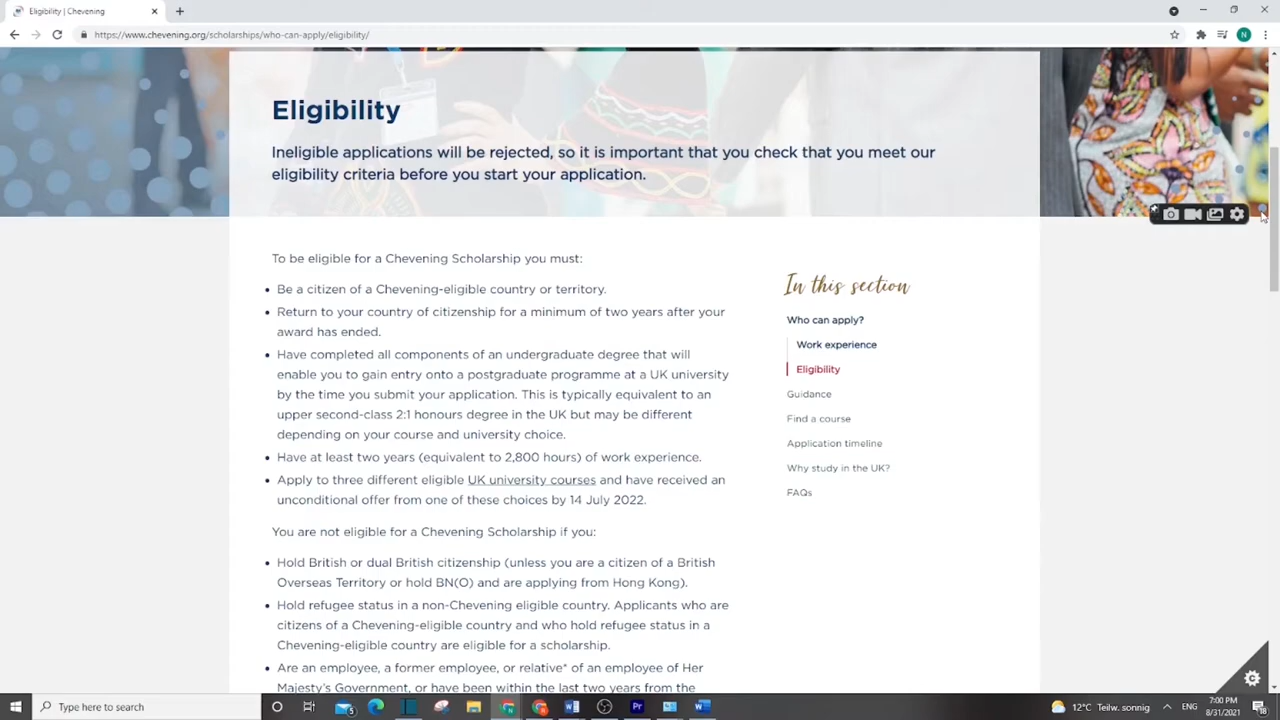 Eligibility | Chevening
https://www.chevening.org/scholarships/who-can-apply/eligibility/
N
Eligibility
Ineligible applications will be rejected, so it is important that you check that you meet our
eligibility criteria before you start your application.
To be eligible for a Chevening Scholarship you must:
• Be a citizen of a Chevening-eligible country or territory.
• Return to your country of citizenship for a minimum of two years after your
award has ended.
• Have completed all components of an undergraduate degree that will
enable you to gain entry onto a postgraduate programme at a UK university
by the time you submit your application. This is typically equivalent to an
upper second-class 2:1 honours degree in the UK but may be different
depending on your course and university choice.
• Have at least two years (equivalent to 2,800 hours) of work experience.
• Apply to three different eligible UK university courses and have received an
unconditional offer from one of these choices by 14 July 2022.
You are not eligible for a Chevening Scholarship if you:
• Hold British or dual British citizenship (unless you are a citizen of a British
Overseas Territory or hold BN(O) and are applying from Hong Kong).
• Hold refugee status in a non-Chevening eligible country. Applicants who are
citizens of a Chevening-eligible country and who hold refugee status in a
Chevening-eligible country are eligible for a scholarship.
• Are an employee, a former employee, or relative* of an employee of Her
Majesty's Government, or have been within the last two years from the
In this section
Who can apply?
Work experience
Eligibility
Guidance
Find a course
Application timeline
Why study in the UK?
FAQs
Type here to search
12°C Teilw. sonnig
ENG
7:00 PM
8/31/2021
18